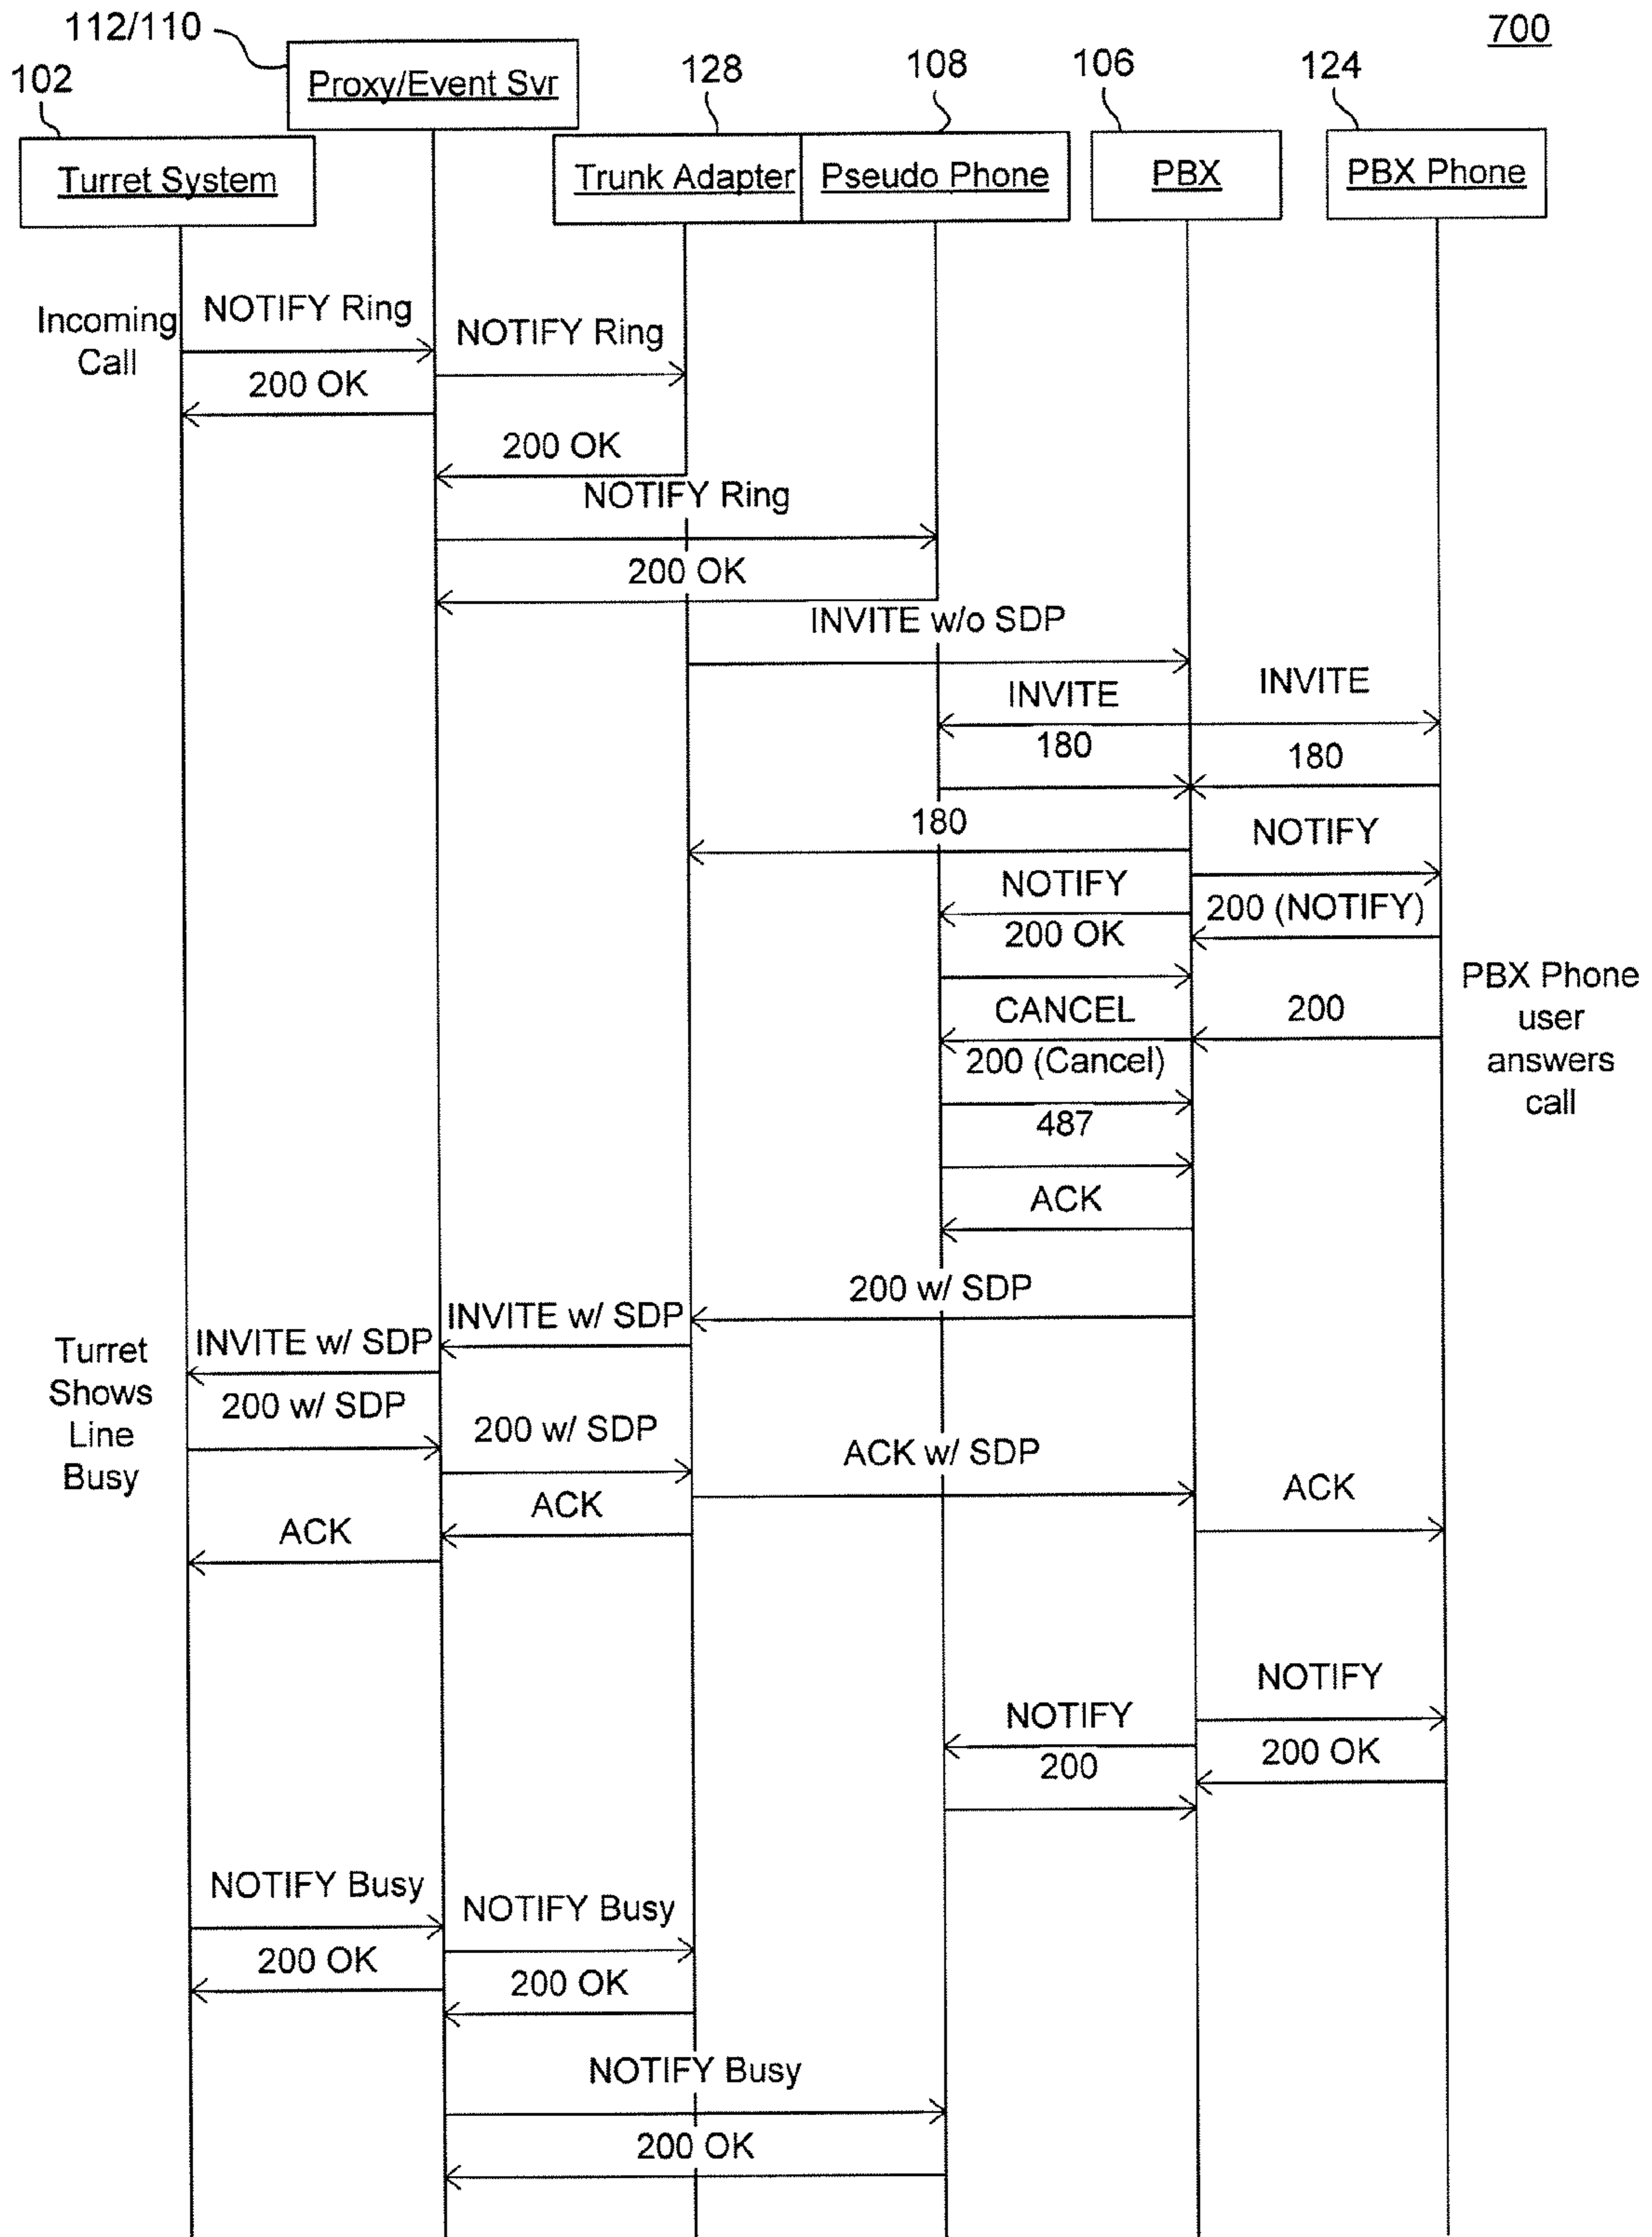 112/110
700
102
Proxy/Event Svr
128
108
106
124
Turret System
Trunk Adapter
Pseudo Phone
PBX
PBX Phone
Incoming
Call
NOTIFY Ring
NOTIFY Ring
200 OK
200 OK
NOTIFY Ring
200 OK
INVITE w/o SDP
INVITE
INVITE
180
180
180
NOTIFY
NOTIFY
200 (NOTIFY)
200 OK
PBX Phone
user
answers
call
CANCEL
200
200 (Cancel)
487
ACK
200 w/ SDP
INVITE w/ SDP
INVITE w/ SDP
Turret
Shows
Line
Busy
200 w/ SDP
200 w/ SDP
ACK w/ SDP
ACK
ACK
ACK
NOTIFY
NOTIFY
200 OK
200
NOTIFY Busy
NOTIFY Busy
200 OK
200 OK
NOTIFY Busy
200 OK